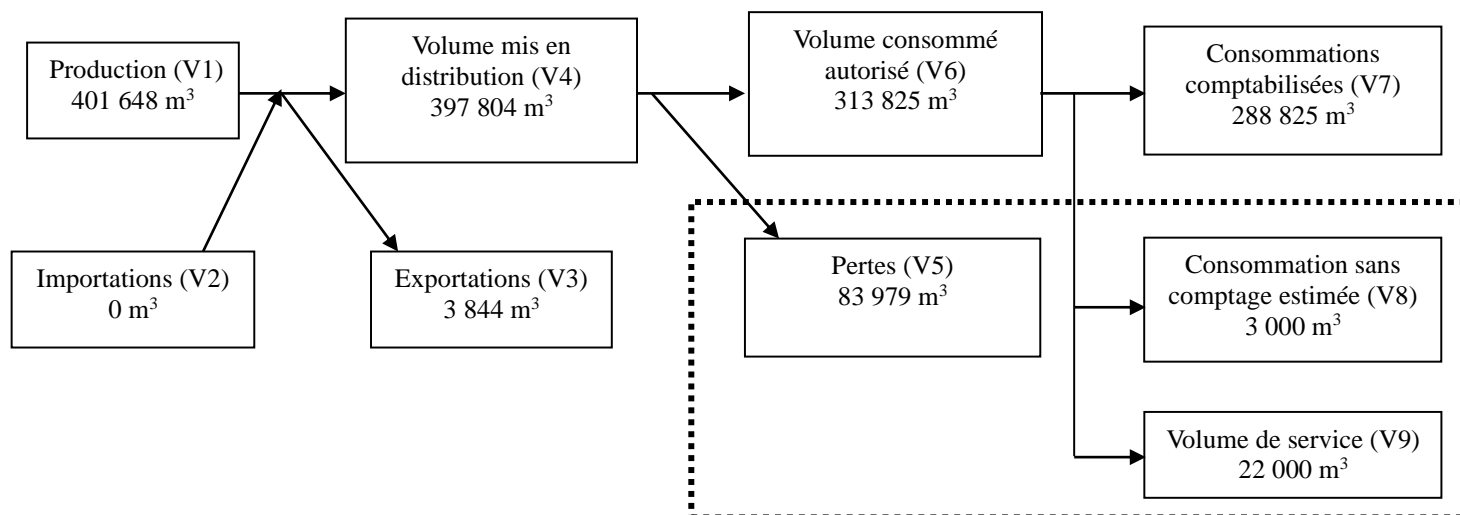 Production (V1)
401 648 m³
Volume mis en
distribution (V4)
397 804 m³
Volume consommé
autorisé (V6)
313 825 m³
Consommations
comptabilisées (V7)
288 825 m³
Importations (V2)
0 m³
Exportations (V3)
3 844 m³
Pertes (V5)
83 979 m³
Consommation sans
comptage estimée (V8)
3 000 m³
Volume de service (V9)
22 000 m³